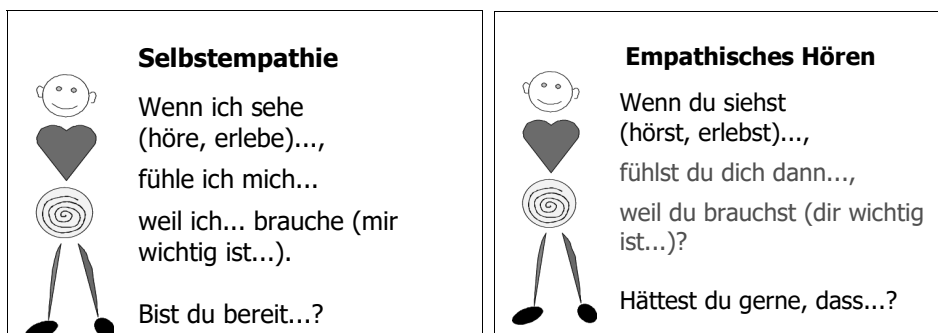 Selbstempathie
Wenn ich sehe
(höre, erlebe)...,
fühle ich mich...
weil ich... brauche (mir
wichtig ist...).
Bist du bereit...?
Empathisches Hören
Wenn du siehst
(hörst, erlebst)...,
fühlst du dich dann...,
weil du brauchst (dir wichtig
ist...)?
Hättest du gerne, dass...?